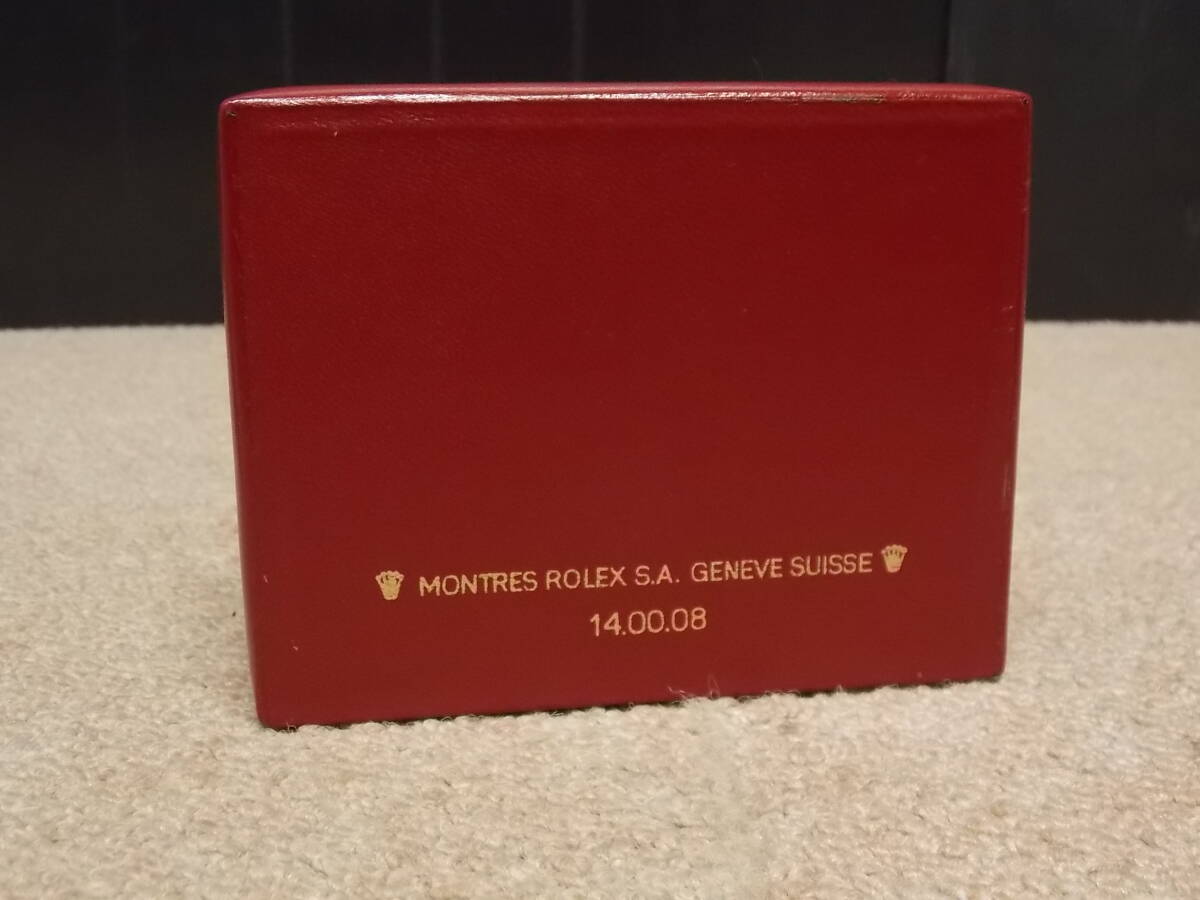 MONTRES ROLEX S.A. GENEVE SUISSE
14.00.08